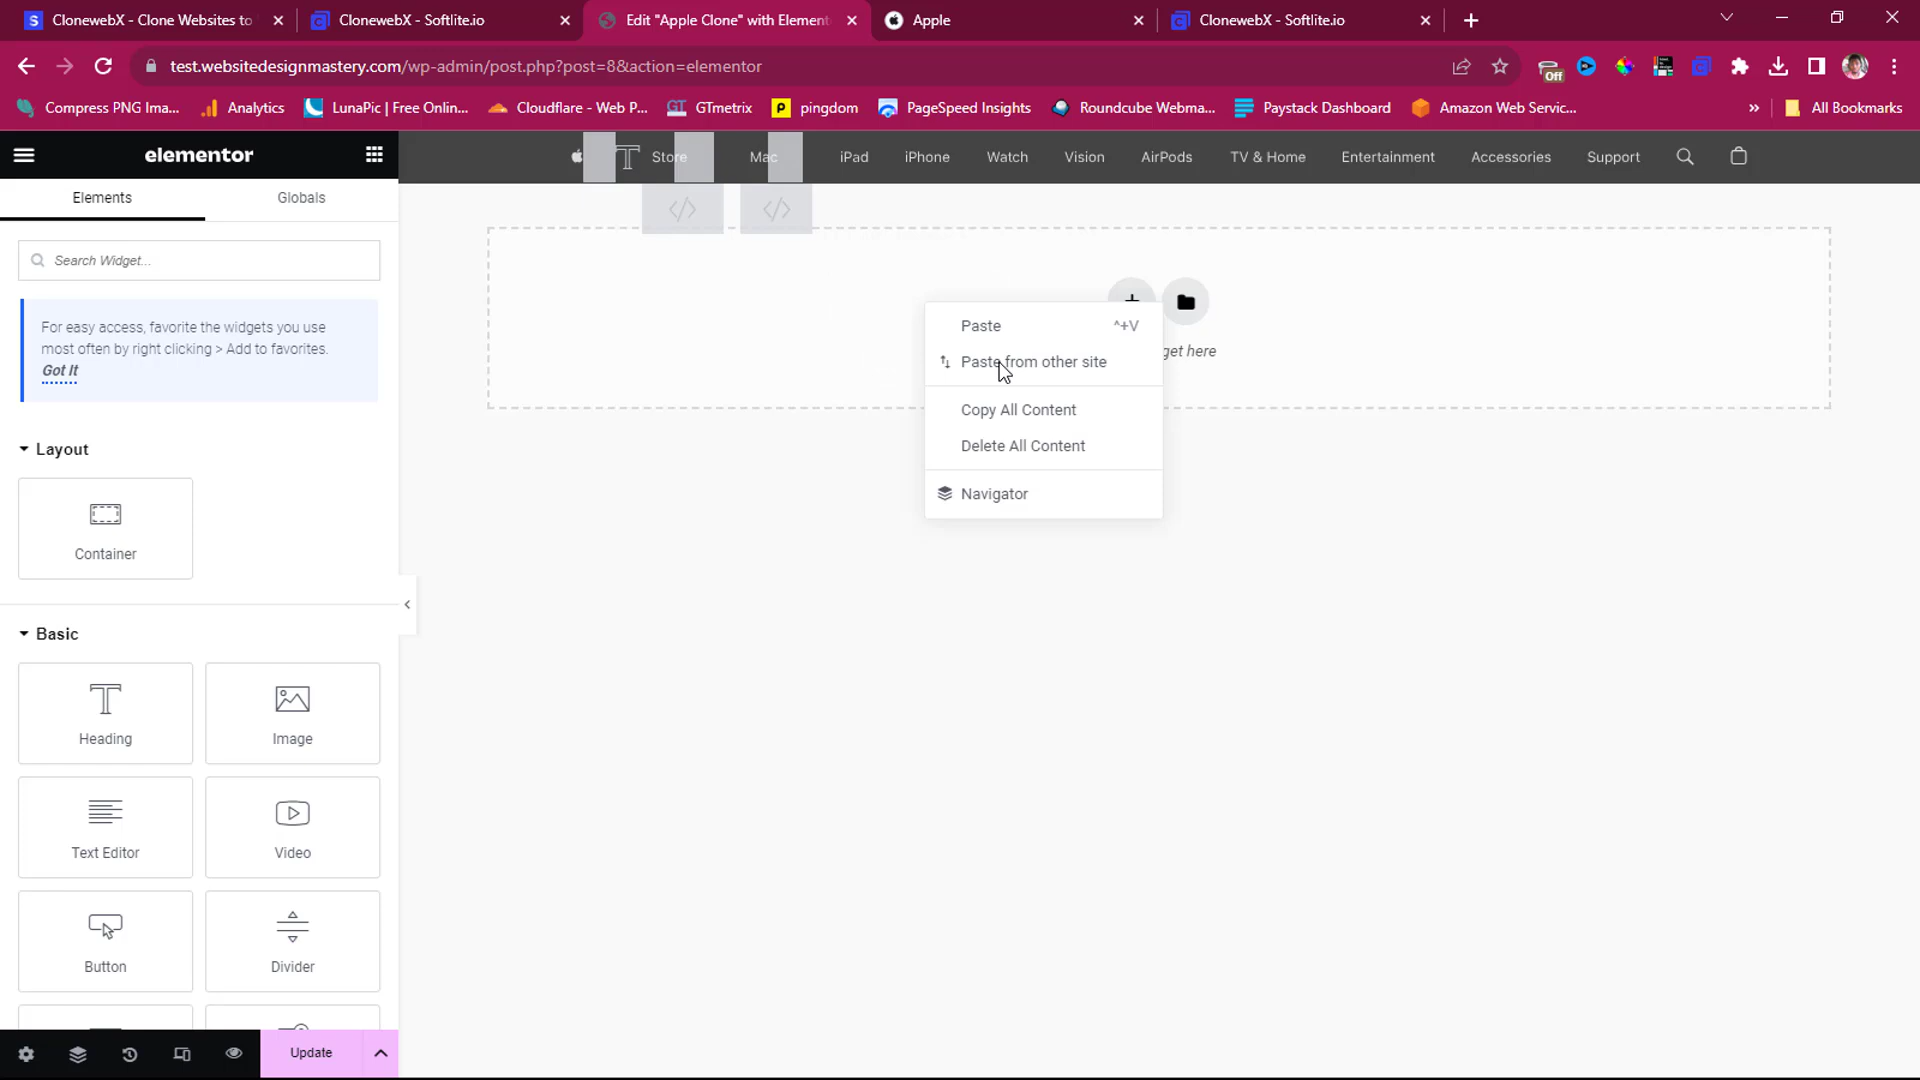 ClonewebX - Clone Websites to
ClonewebX - Softlite.io
Edit "Apple Clone" with Element
Apple
ClonewebX - Softlite.io
test.websitedesignmastery.com/wp-admin/post.php?post=8&action=elementor
Off
Compress PNG Ima...
Analytics
LunaPic | Free Onlin...
Cloudflare - Web P...
GTmetrix
pingdom
PageSpeed Insights
Roundcube Webma...
Paystack Dashboard
Amazon Web Servic...
»
All Bookmarks
elementor
Store
Mac
iPad
iPhone
Watch
Vision
AirPods
TV & Home
Entertainment
Accessories
Support
Elements
Globals
Search Widget...
For easy access, favorite the widgets you use
most often by right clicking > Add to favorites.
Got It
Paste ^+V
Paste from other site
Copy All Content
Delete All Content
Navigator
get here
Layout
Container
Basic
Heading
Image
Text Editor
Video
Button
Divider
Update